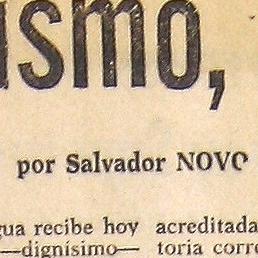 ismo,
por Salvador NOVO
gua recibe hoy acreditada
—dignísimo— toria corre